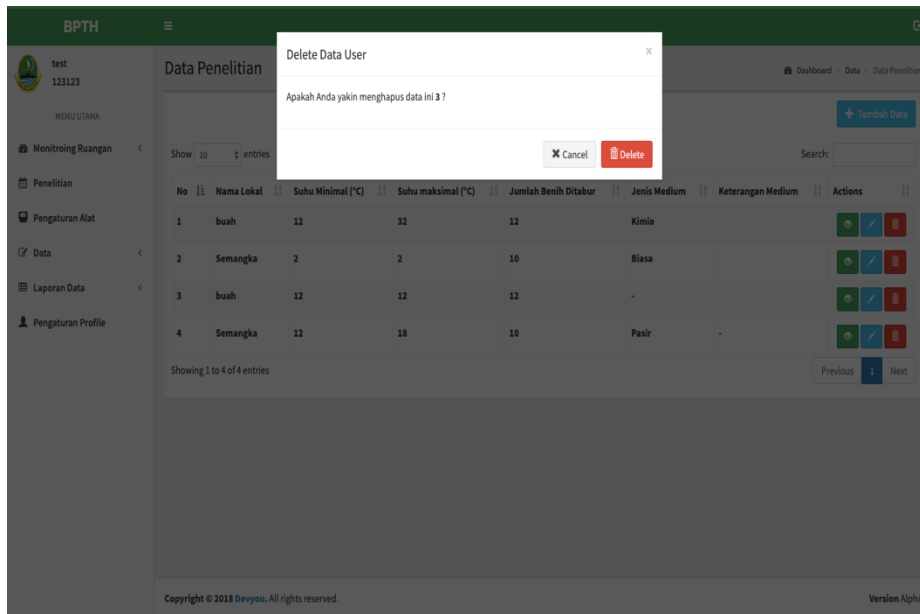 BPTH
test
123123
MENU UTAMA
Monitroing Ruangan
Penelitian
Pengaturan Alat
Data
Laporan Data
Pengaturan Profile
Delete Data User
×
Apakah Anda yakin menghapus data ini 3 ?
Cancel Delete
Data Penelitian
Dashboard Data Data Penelitian
Tambah Data
Show 10 entries
Search:
No Nama Lokal Suhu Minimal (°C) Suhu maksimal (°C) Jumlah Benih Ditabur Jenis Medium Keterangan Medium Actions
1 buah 12 32 12 Kimia
2 Semangka 2 2 10 Biasa
3 buah 12 12 12 -
4 Semangka 12 18 10 Pasir -
Showing 1 to 4 of 4 entries
Previous 1 Next
Copyright © 2018 Devyou. All rights reserved.
Version Alpha